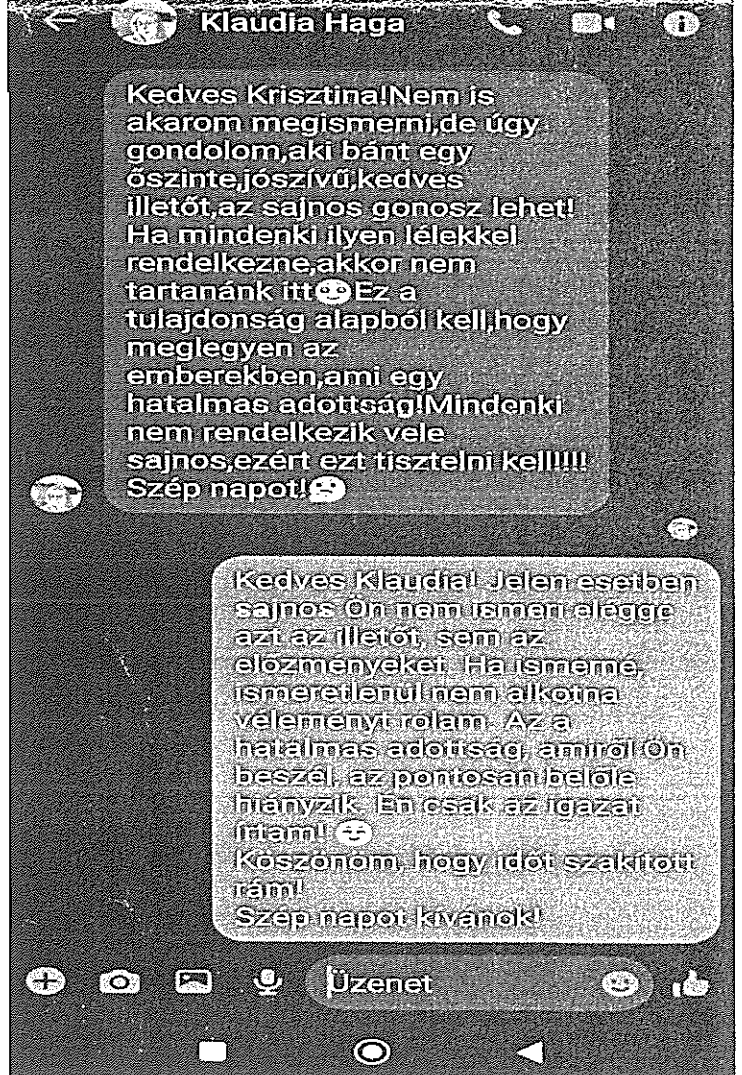 Klaudia Haga
Kedves Krisztina!Nem is
akarom megismerni,de úgy
gondolom,aki bánt egy
őszinte,jószívű,kedves
illetőt,az sajnos gonosz lehet!
Ha mindenki ilyen lélekkel
rendelkezne,akkor nem
tartanánk itt🙂Ez a
tulajdonság alapból kell,hogy
meglegyen az
emberekben,ami egy
hatalmas adottság!Mindenki
nem rendelkezik vele
sajnos,ezért ezt tisztelni kell!!!!
Szép napot!
Kedves Klaudia! Jelen esetben
sajnos Ön nem ismeri eléggé
azt az illetőt, sem az
előzményeket. Ha ismerné,
ismeretlenül nem alkotna
véleményt rólam. Az a
hatalmas adottság, amiről Ön
beszél, az pontosan belőle
hiányzik. Én csak az igazat
írtam! 😊
Köszönöm, hogy időt szakított
rám!
Szép napot kívánok!
Üzenet